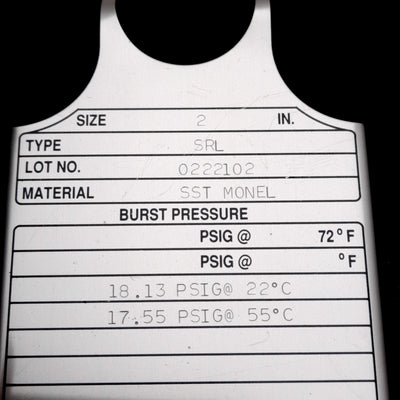 SIZE 2 IN.
TYPE SRL
LOT NO. 0222102
MATERIAL SST MONEL
BURST PRESSURE
PSIG @ 72°F
PSIG @ °F
18.13 PSIG@ 22°C
17.55 PSIG@ 55°C